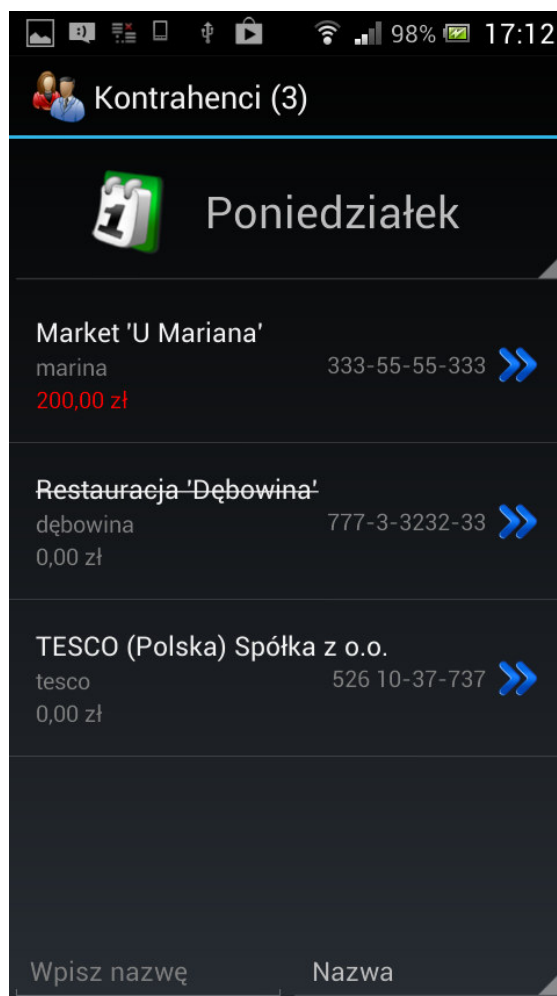 98% 17:12
Kontrahenci (3)
1 Poniedziałek
Market 'U Mariana'
marina 333-55-55-333
200,00 zł
Restauracja 'Dębowina'
dębowina 777-3-3232-33
0,00 zł
TESCO (Polska) Spółka z o.o.
tesco 526 10-37-737
0,00 zł
Wpisz nazwę Nazwa